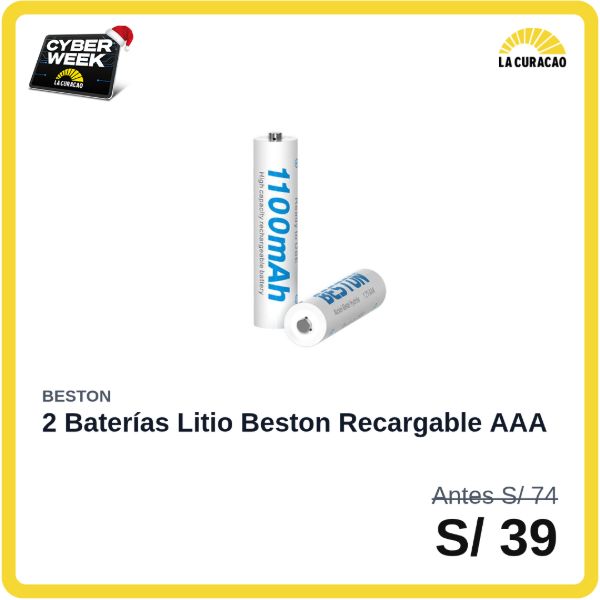 CYBER
WEEK
LA CURACAO
LA CURACAO
1100mAh
High capacity rechargeable battery
BESTON
BESTON
2 Baterías Litio Beston Recargable AAA
Antes S/ 74
S/ 39